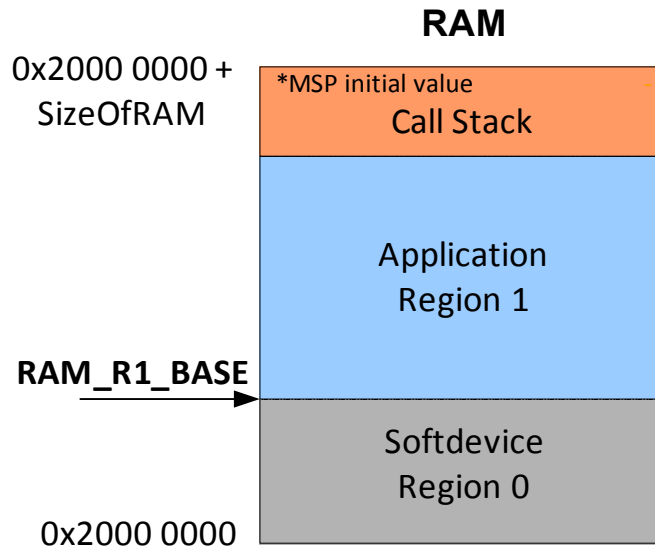 RAM
0x2000 0000 +
SizeOfRAM
*MSP initial value
Call Stack
Application
Region 1
RAM_R1_BASE
Softdevice
Region 0
0x2000 0000